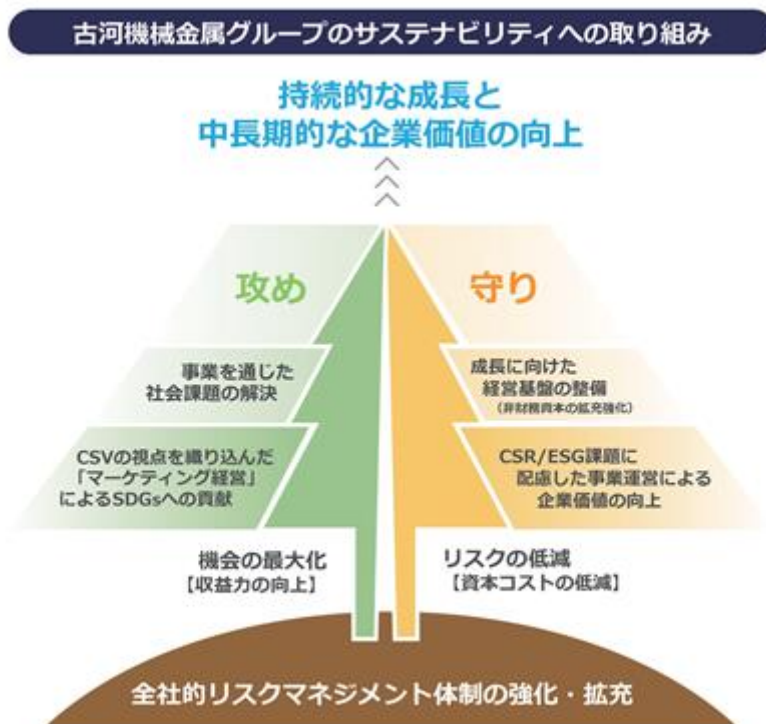 古河機械金属グループのサステナビリティへの取り組み
持続的な成長と
中長期的な企業価値の向上
攻め
守り
事業を通じた
社会課題の解決
成長に向けた
経営基盤の整備
(非財務資本の拡充強化)
CSVの視点を織り込んだ
「マーケティング経営」
によるSDGsへの貢献
CSR/ESG課題に
配慮した事業運営による
企業価値の向上
機会の最大化
【収益力の向上】
リスクの低減
【資本コストの低減】
全社的リスクマネジメント体制の強化・拡充